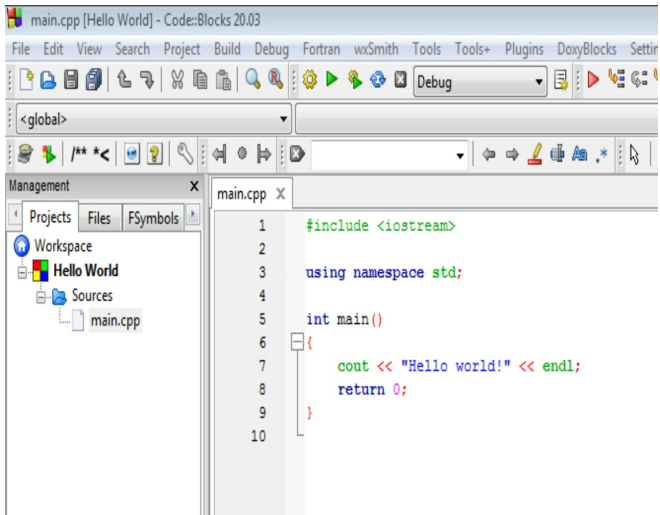 main.cpp [Hello World] - Code::Blocks 20.03
File Edit View Search Project Build Debug Fortran wxSmith Tools Tools+ Plugins DoxyBlocks
Debug
<global>
/** *<
Aa .*
Management X
main.cpp X
Projects Files FSymbols
Workspace
Hello World
Sources
main.cpp
1 #include <iostream>
2
3 using namespace std;
4
5 int main()
6 {
7 cout << "Hello world!" << endl;
8 return 0;
9 }
10